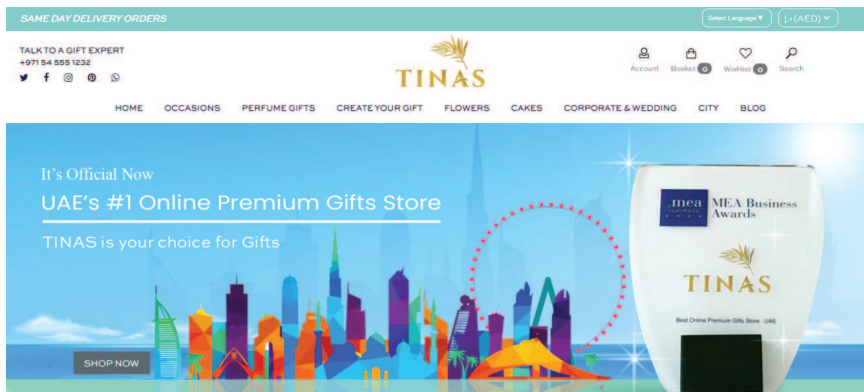 SAME DAY DELIVERY ORDERS
Select Language ▼
د.إ (AED)
TALK TO A GIFT EXPERT
+971 54 555 1232
TINAS
Account
Basket 0
Wishlist 0
Search
HOME OCCASIONS PERFUME GIFTS CREATE YOUR GIFT FLOWERS CAKES CORPORATE & WEDDING CITY BLOG
It's Official Now
UAE's #1 Online Premium Gifts Store
TINAS is your choice for Gifts
SHOP NOW
mea
MEA Business
Awards
TINAS
Best Online Premium Gifts Store - UAE